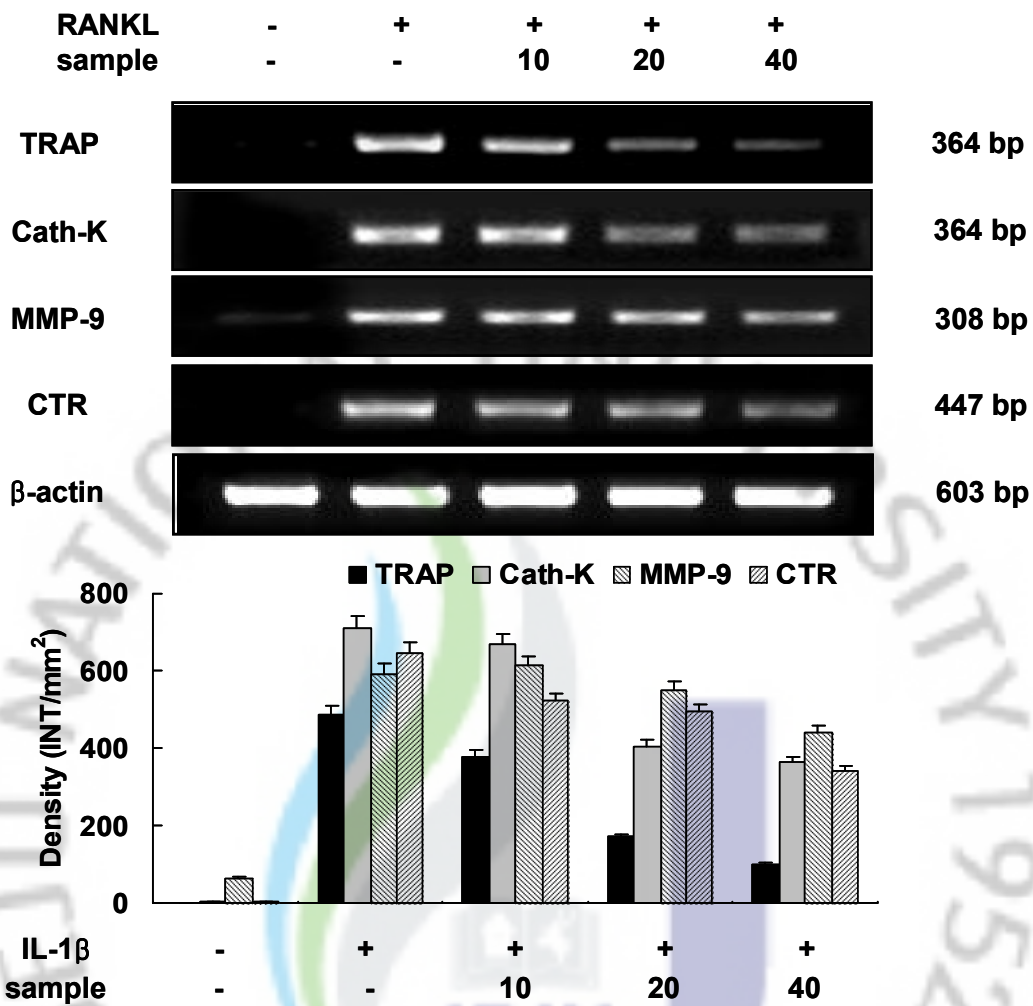 RANKL - + + + +
sample - - 10 20 40
TRAP 364 bp
Cath-K 364 bp
MMP-9 308 bp
CTR 447 bp
β-actin 603 bp
TRAP Cath-K MMP-9 CTR
Density (INT/mm²)
800
600
400
200
0
IL-1β - + + + +
sample - - 10 20 40